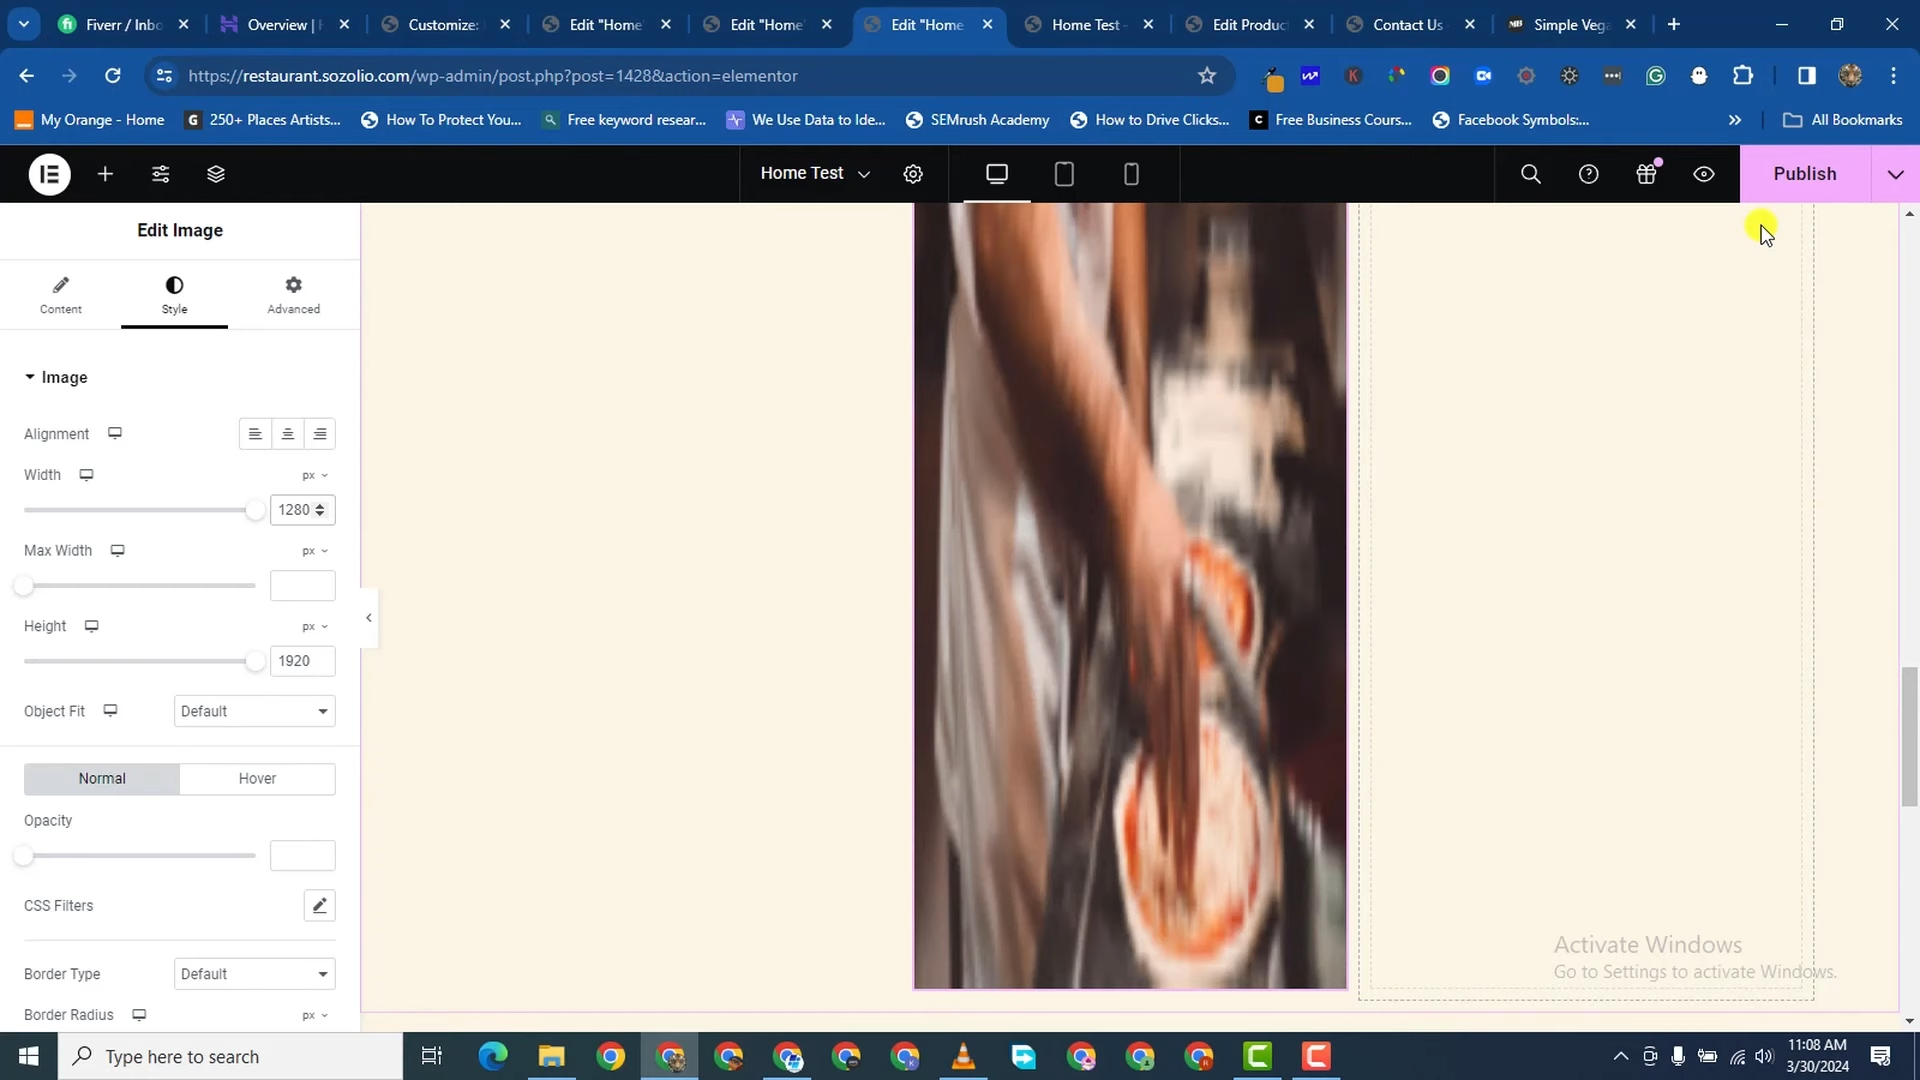 Fiverr / Inbo
Overview | H
Customize:
Edit "Home'
Edit "Home'
Edit "Home
Home Test -
Edit Produc
Contact Us
Simple Vega
https://restaurant.sozolio.com/wp-admin/post.php?post=1428&action=elementor
My Orange - Home
250+ Places Artists...
How To Protect You...
Free keyword resear...
We Use Data to Ide...
SEMrush Academy
How to Drive Clicks...
Free Business Cours...
Facebook Symbols:...
All Bookmarks
Home Test
Publish
Edit Image
Content
Style
Advanced
Image
Alignment
Width
px
1280
Max Width
px
Height
px
1920
Object Fit
Default
Normal
Hover
Opacity
CSS Filters
Border Type
Default
Border Radius
px
Activate Windows
Go to Settings to activate Windows.
Type here to search
11:08 AM
3/30/2024